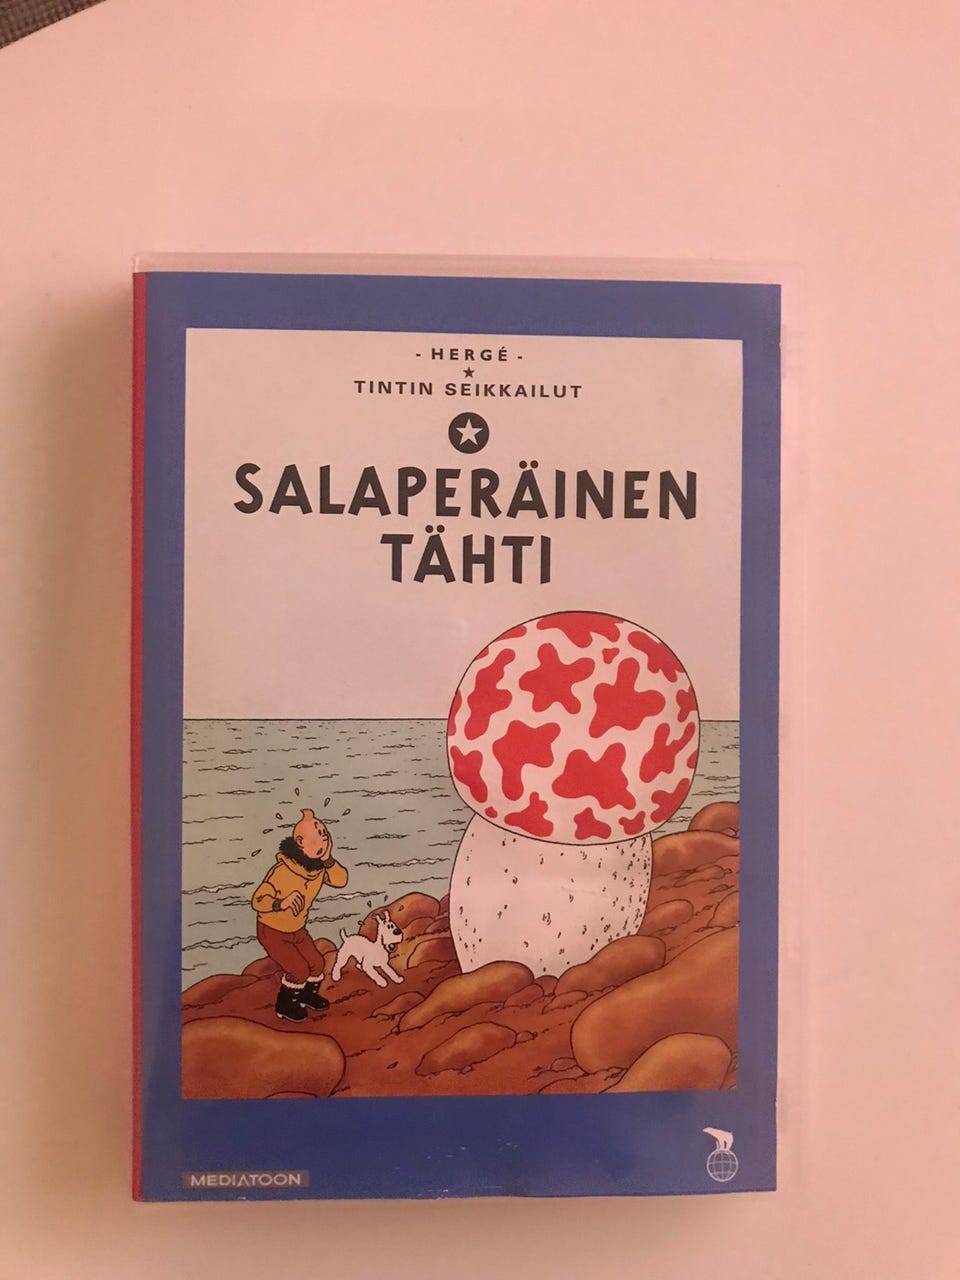 - HERGÉ -
TINTIN SEIKKAILUT
SALAPERÄINEN
TÄHTI
MEDIATOON